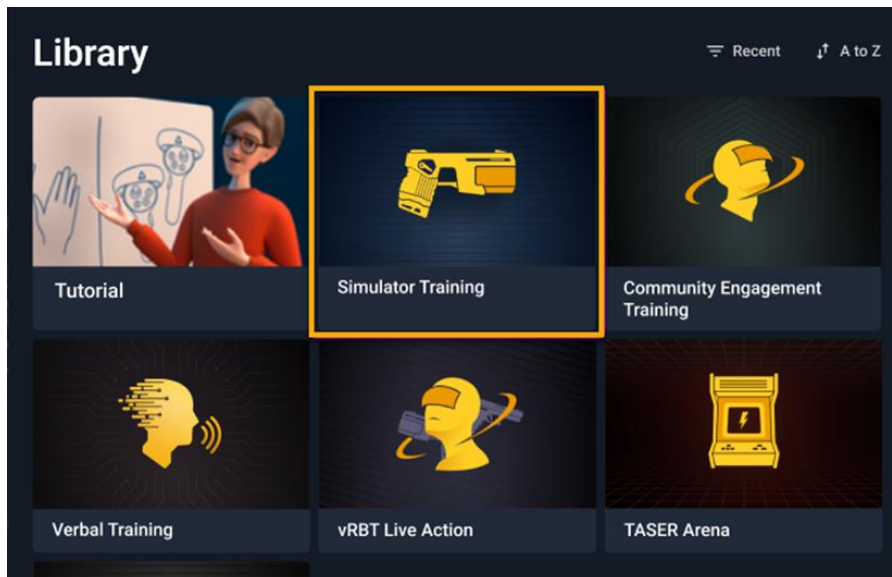 Library
Recent
A to Z
Tutorial
Simulator Training
Community Engagement
Training
Verbal Training
vRBT Live Action
TASER Arena